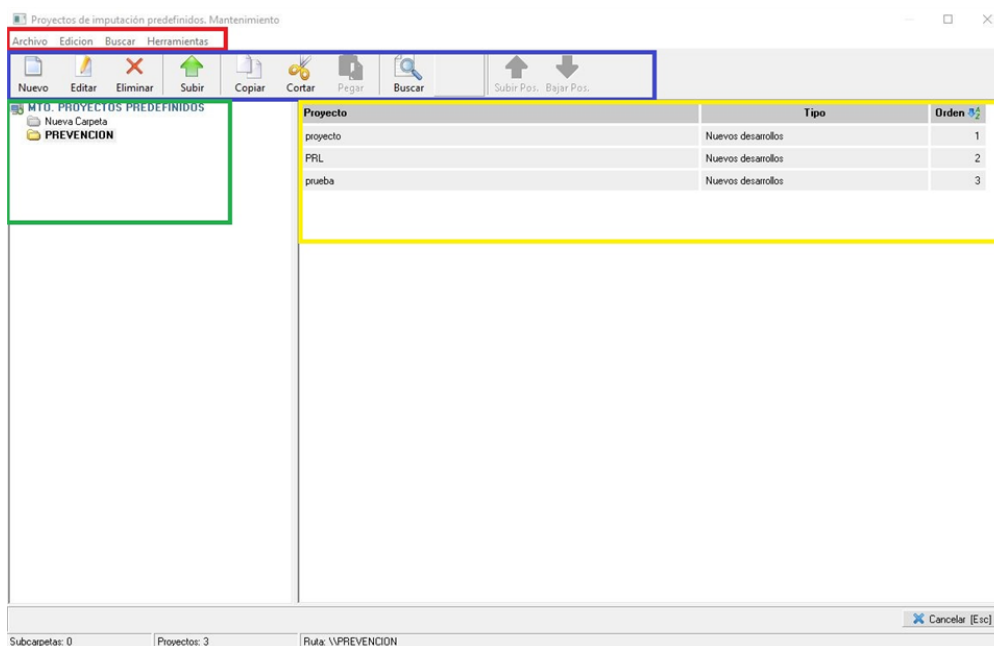 Proyectos de imputación predefinidos. Mantenimiento
Archivo Edicion Buscar Herramientas
Nuevo Editar Eliminar Subir Copiar Cortar Pegar Buscar Subir Pos. Bajar Pos.
MTO. PROYECTOS PREDEFINIDOS
Nueva Carpeta
PREVENCION
Proyecto Tipo Orden
proyecto Nuevos desarrollos 1
PRL Nuevos desarrollos 2
prueba Nuevos desarrollos 3
Cancelar [Esc]
Subcarpetas: 0 Proyectos: 3 Ruta: \\PREVENCION